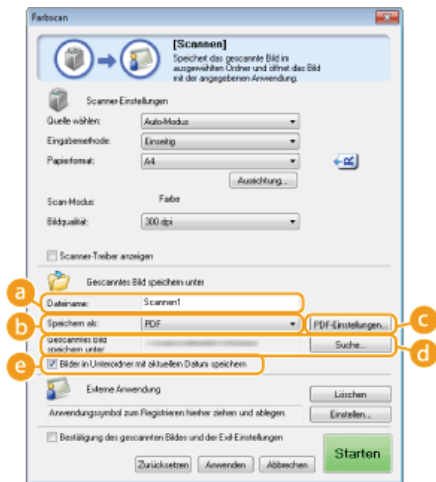 Farbscan
[Scannen]
Speichert das gescannte Bild im
ausgewählten Ordner und öffnet das Bild
mit der angegebenen Anwendung.
Scanner-Einstellungen
Quelle wählen: Auto-Modus
Eingabemethode: Einseitig
Papierformat: A4
Ausrichtung...
Scan-Modus: Farbe
Bildqualität: 300 dpi
Scanner-Treiber anzeigen
Gescanntes Bild speichern unter
a
Dateiname: Scannen1
b
Speichern als: PDF PDF-Einstellungen... c
Gescanntes Bild
speichern unter: Suche... d
e
Bilder in Unterordner mit aktuellem Datum speichern
Externe Anwendung Löschen
Anwendungssymbol zum Registrieren hierher ziehen und ablegen. Einstellen...
Bestätigung des gescannten Bildes und der Exif-Einstellungen
Zurücksetzen Anwenden Abbrechen Starten